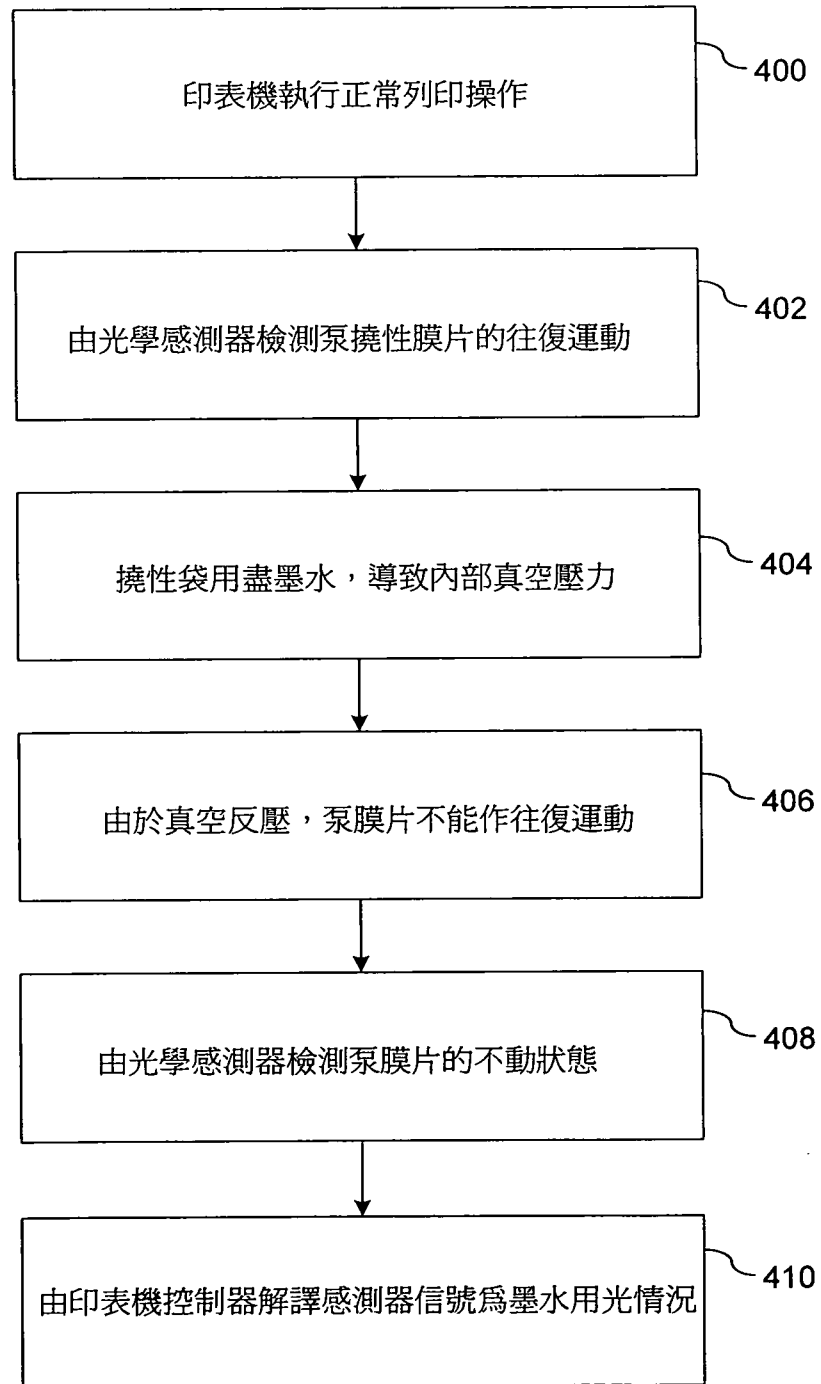 印表機執行正常列印操作
400
由光學感測器檢測泵撓性膜片的往復運動
402
撓性袋用盡墨水，導致內部真空壓力
404
由於真空反壓，泵膜片不能作往復運動
406
由光學感測器檢測泵膜片的不動狀態
408
由印表機控制器解譯感測器信號爲墨水用光情況
410